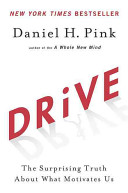 NEW YORK TIMES BESTSELLER
Daniel H. Pink
author of A Whole New Mind
DRiVE
The Surprising Truth
About What Motivates Us